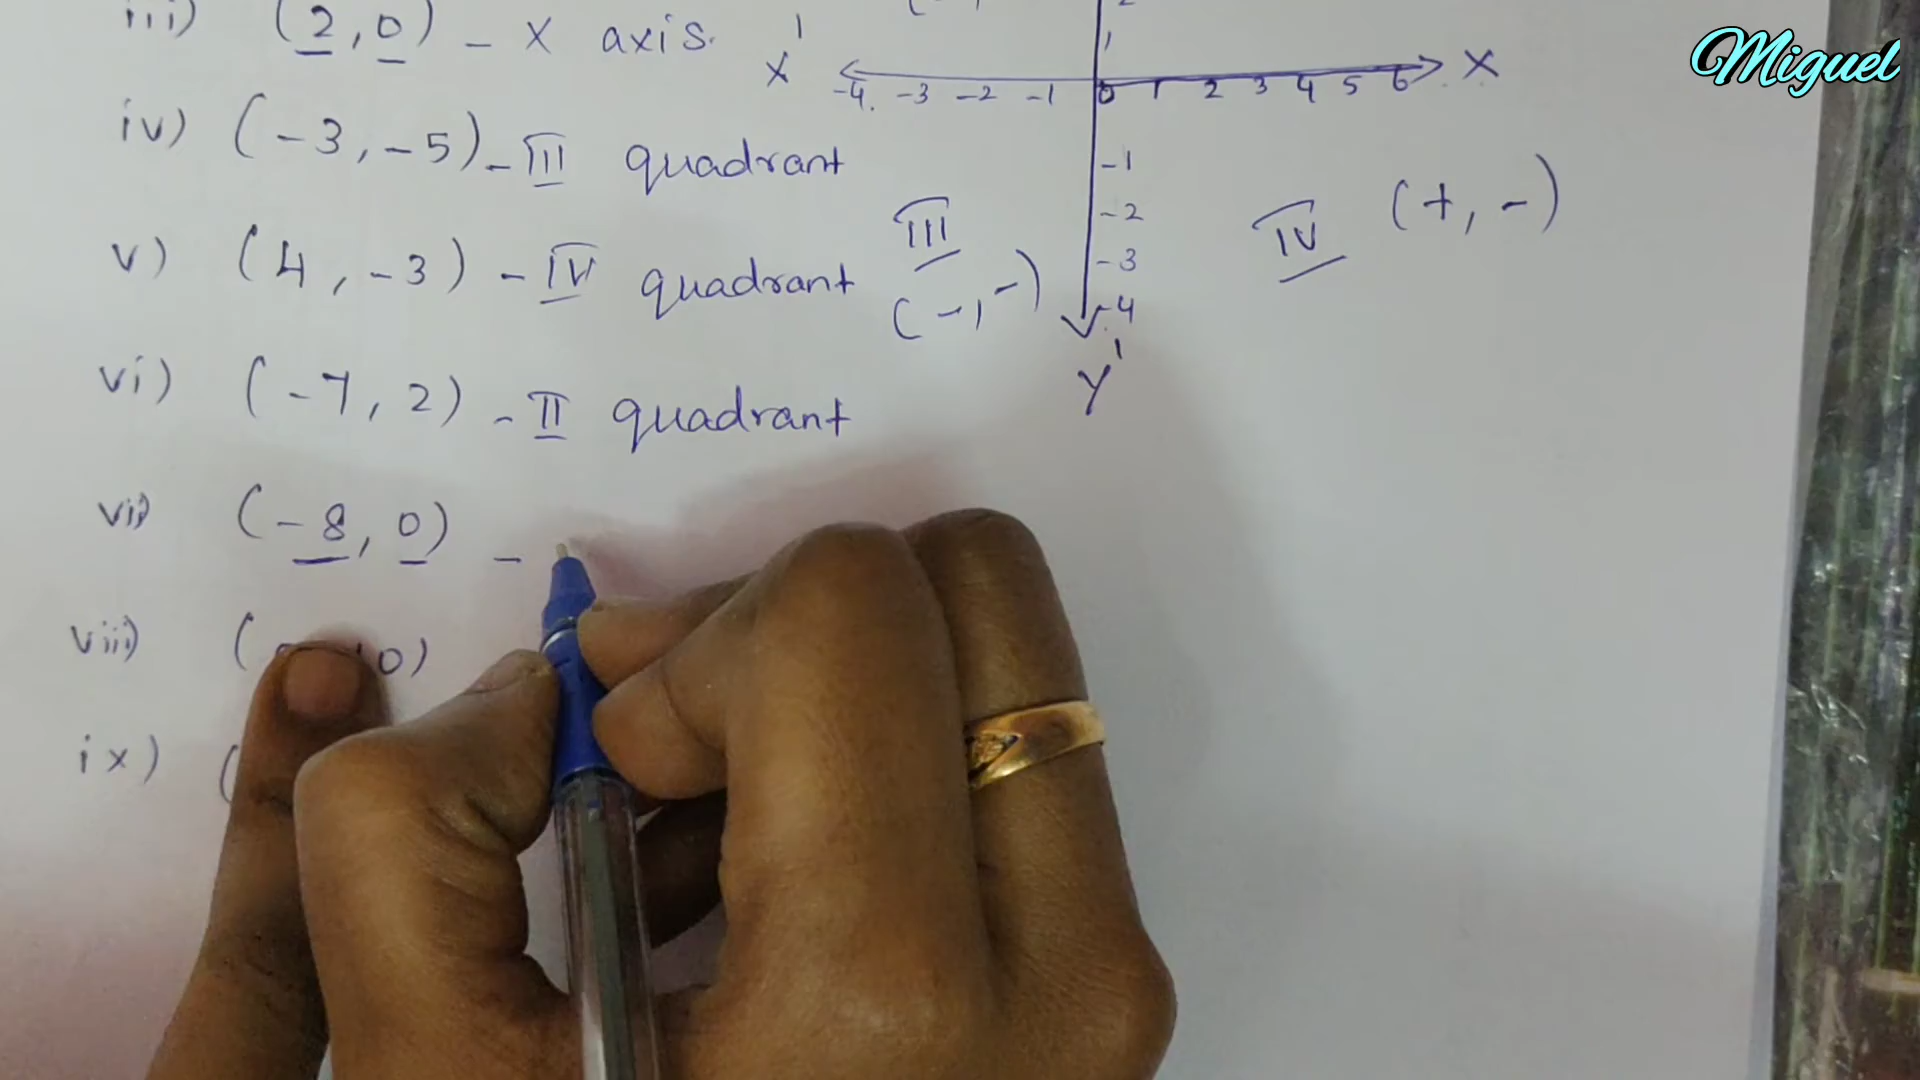 Miguel
iii) (2, 0) - X axis.
iv) (-3, -5) - III quadrant
v) (4, -3) - IV quadrant
vi) (-7, 2) - II quadrant
vii) (-8, 0) -
viii) ( 10)
ix) (
1
X' -4 -3 -2 -1 0 1 2 3 4 5 6 X
-1
-2
-3
-4
Y'
III
(-, -)
IV (+, -)